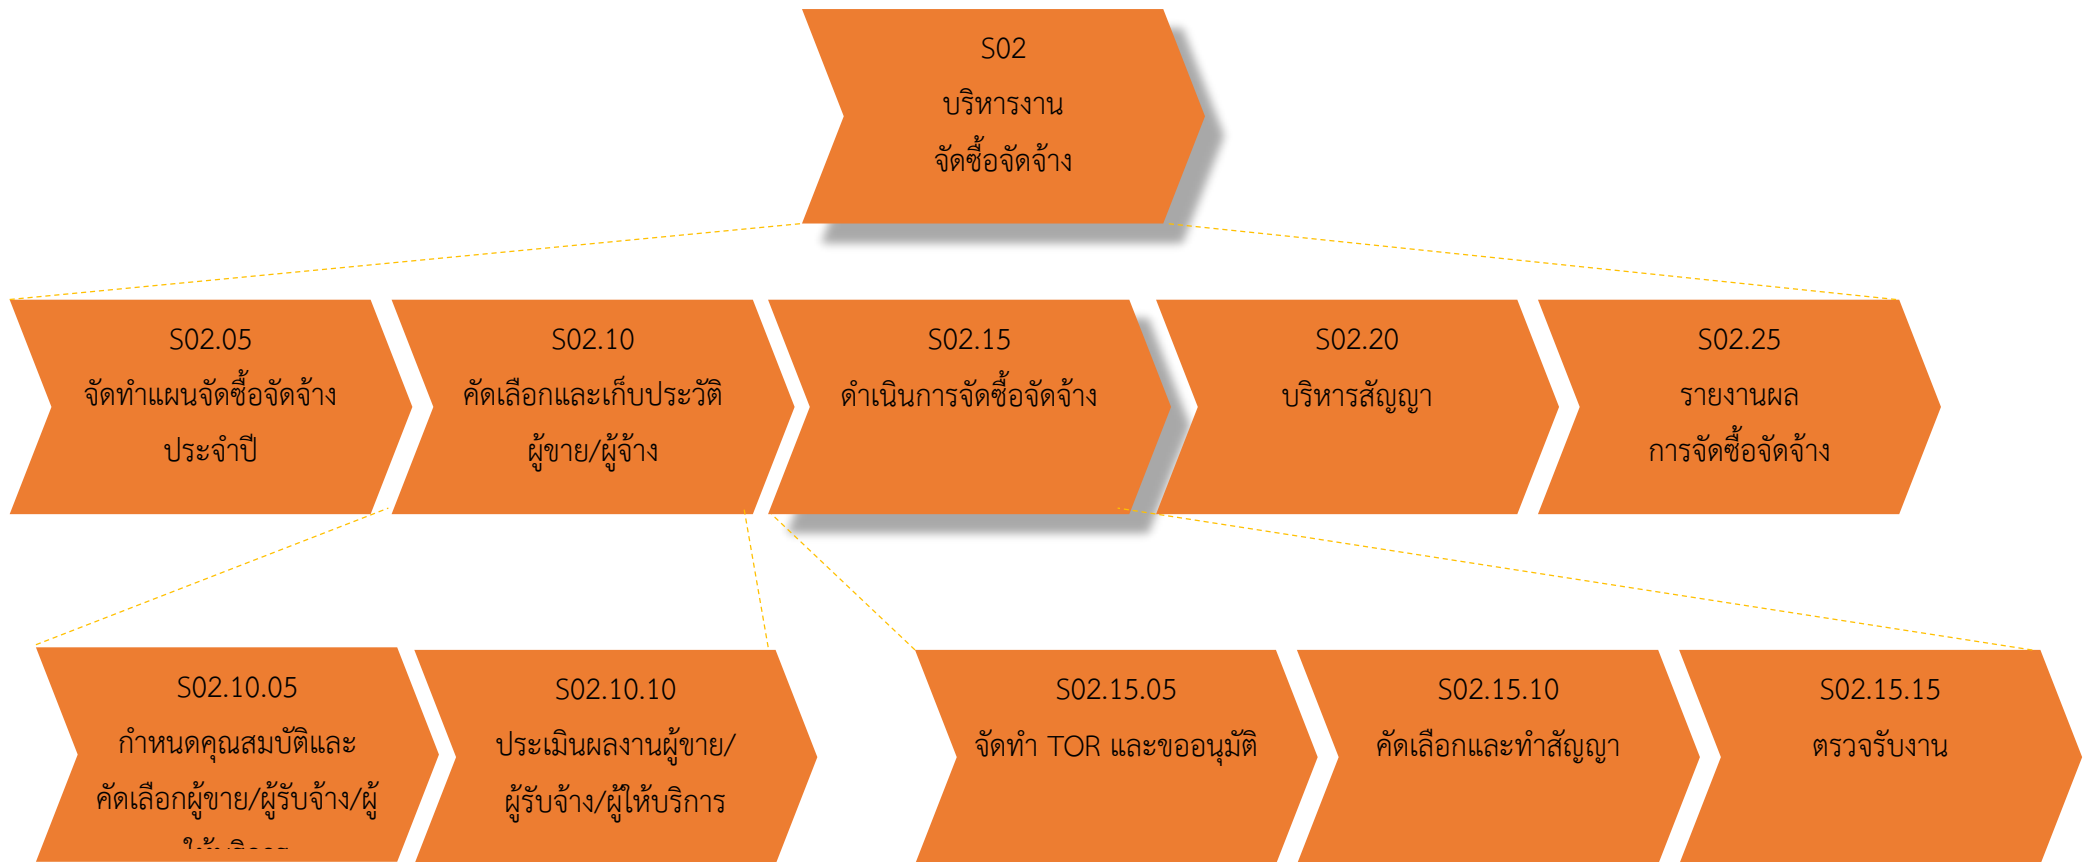 S02
บริหารงาน
จัดซื้อจัดจ้าง
S02.05
จัดทำแผนจัดซื้อจัดจ้าง
ประจำปี
S02.10
คัดเลือกและเก็บประวัติ
ผู้ขาย/ผู้จ้าง
S02.15
ดำเนินการจัดซื้อจัดจ้าง
S02.20
บริหารสัญญา
S02.25
รายงานผล
การจัดซื้อจัดจ้าง
S02.10.05
กำหนดคุณสมบัติและ
คัดเลือกผู้ขาย/ผู้รับจ้าง/ผู้
S02.10.10
ประเมินผลงานผู้ขาย/
ผู้รับจ้าง/ผู้ให้บริการ
S02.15.05
จัดทำ TOR และขออนุมัติ
S02.15.10
คัดเลือกและทำสัญญา
S02.15.15
ตรวจรับงาน